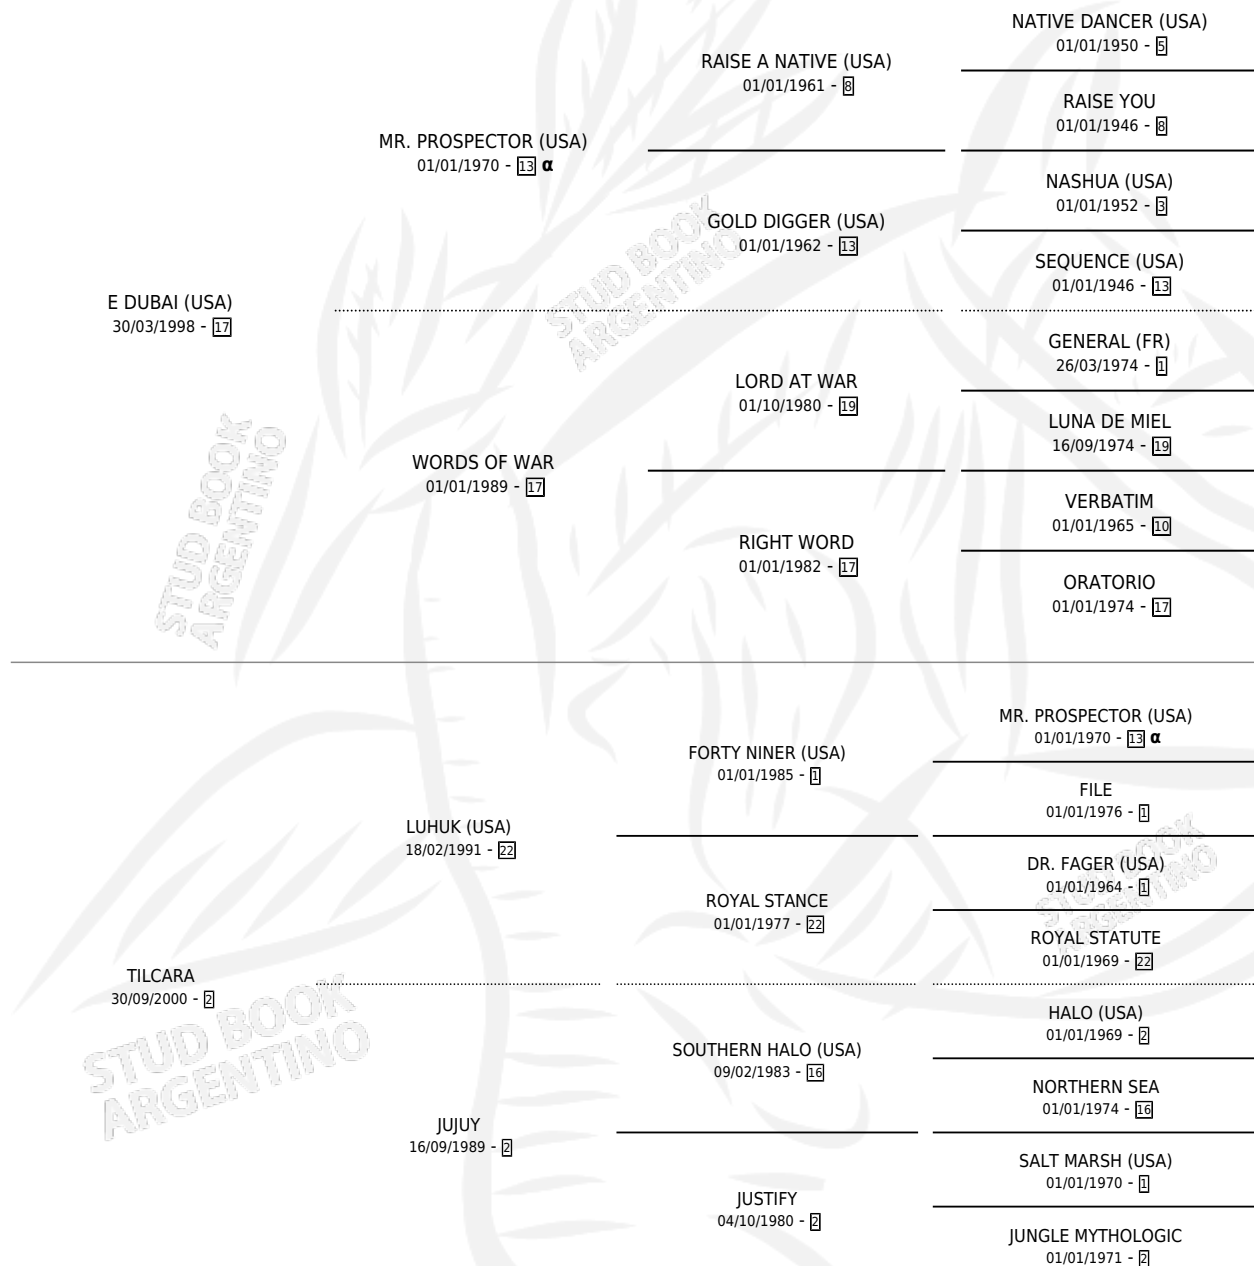 NATIVE DANCER (USA)
01/01/1950 - 5
RAISE A NATIVE (USA)
01/01/1961 - 8
RAISE YOU
01/01/1946 - 8
MR. PROSPECTOR (USA)
01/01/1970 - 13 α
NASHUA (USA)
01/01/1952 - 3
GOLD DIGGER (USA)
01/01/1962 - 13
SEQUENCE (USA)
01/01/1946 - 13
STUD BOOK
ARGENTINO
E DUBAI (USA)
30/03/1998 - 17
GENERAL (FR)
26/03/1974 - 1
LORD AT WAR
01/10/1980 - 19
LUNA DE MIEL
16/09/1974 - 19
WORDS OF WAR
01/01/1989 - 17
VERBATIM
01/01/1965 - 10
RIGHT WORD
01/01/1982 - 17
ORATORIO
01/01/1974 - 17
STUD BOOK
ARGENTINO
MR. PROSPECTOR (USA)
01/01/1970 - 13 α
FORTY NINER (USA)
01/01/1985 - 1
FILE
01/01/1976 - 1
LUHUK (USA)
18/02/1991 - 22
DR. FAGER (USA)
01/01/1964 - 1
ROYAL STANCE
01/01/1977 - 22
ROYAL STATUTE
01/01/1969 - 22
STUD BOOK
ARGENTINO
TILCARA
30/09/2000 - 2
HALO (USA)
01/01/1969 - 2
SOUTHERN HALO (USA)
09/02/1983 - 16
NORTHERN SEA
01/01/1974 - 16
JUJUY
16/09/1989 - 2
SALT MARSH (USA)
01/01/1970 - 1
JUSTIFY
04/10/1980 - 2
JUNGLE MYTHOLOGIC
01/01/1971 - 2
STUD BOOK
ARGENTINO